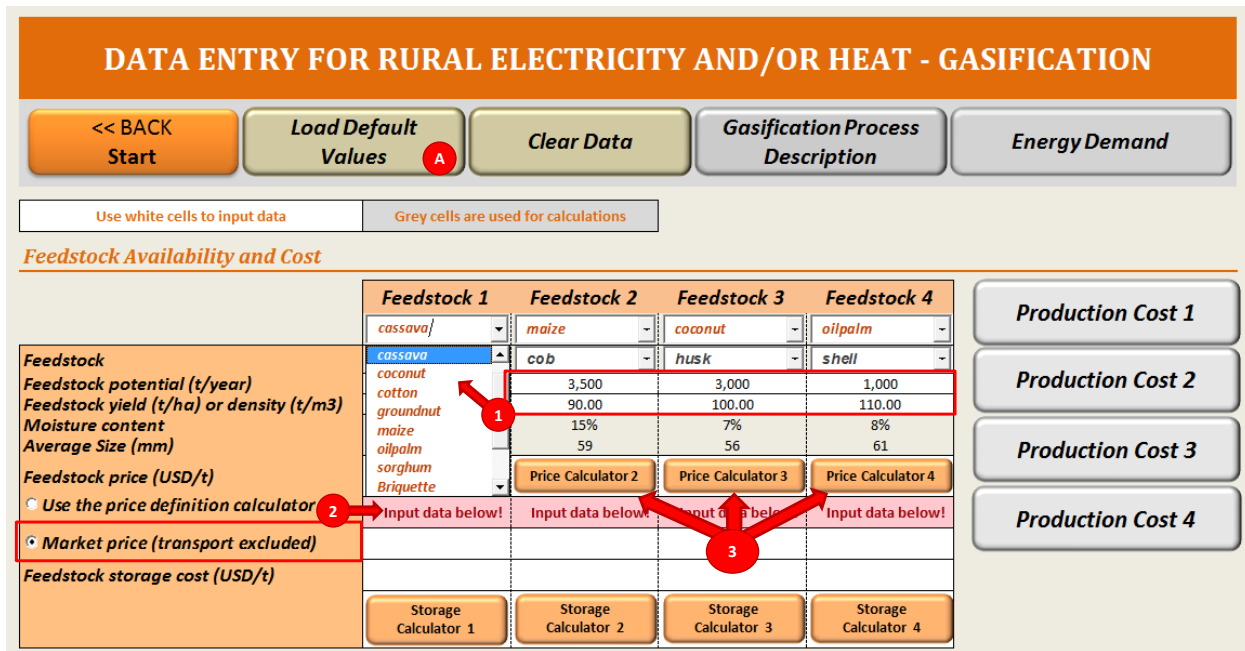 DATA ENTRY FOR RURAL ELECTRICITY AND/OR HEAT - GASIFICATION
<< BACK
Start
Load Default
Values
A
Clear Data
Gasification Process
Description
Energy Demand
Use white cells to input data
Grey cells are used for calculations
Feedstock Availability and Cost
Feedstock 1 Feedstock 2 Feedstock 3 Feedstock 4
cassava maize coconut oilpalm
Feedstock cassava cob husk shell
coconut
cotton
groundnut
maize
oilpalm
sorghum
Briquette
1
Feedstock potential (t/year) 3,500 3,000 1,000
Feedstock yield (t/ha) or density (t/m3) 90.00 100.00 110.00
Moisture content 15% 7% 8%
Average Size (mm) 59 56 61
Feedstock price (USD/t) Price Calculator 2 Price Calculator 3 Price Calculator 4
Use the price definition calculator 2 Input data below! Input data below! Input data below! Input data below!
Market price (transport excluded)
3
Feedstock storage cost (USD/t)
Storage
Calculator 1
Storage
Calculator 2
Storage
Calculator 3
Storage
Calculator 4
Production Cost 1
Production Cost 2
Production Cost 3
Production Cost 4